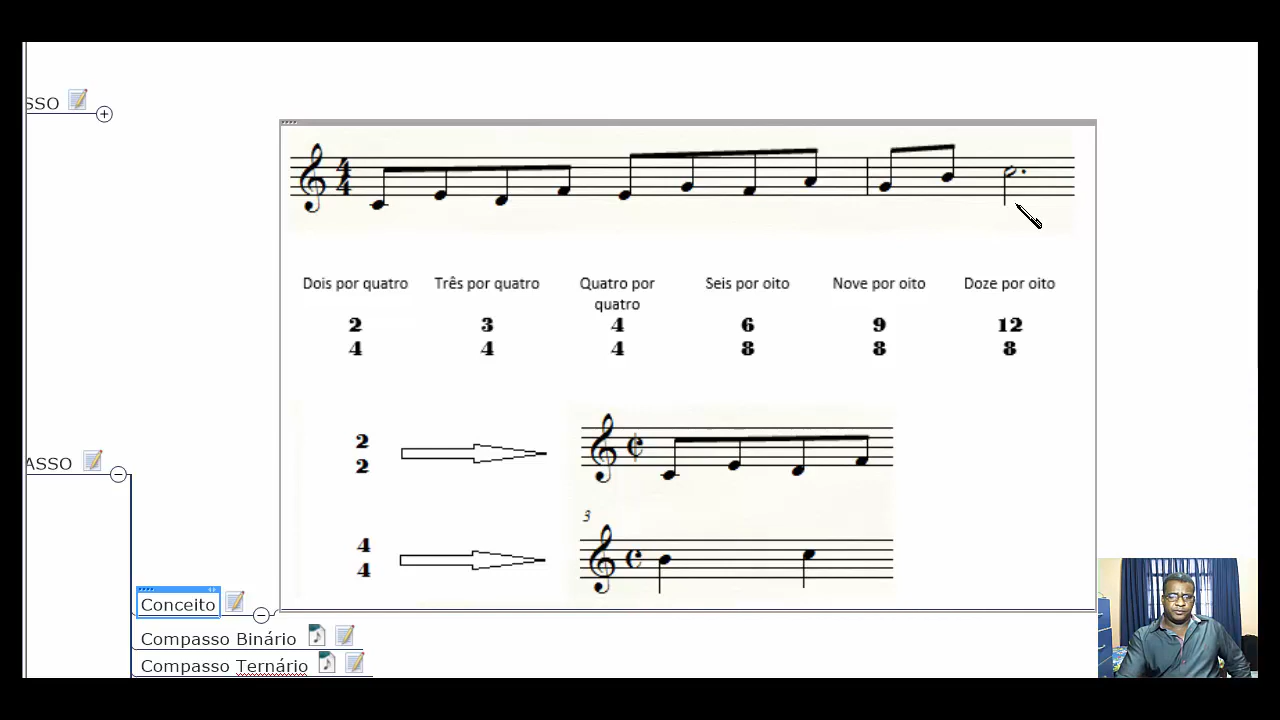 SSO
4
4
Dois por quatro Três por quatro Quatro por quatro Seis por oito Nove por oito Doze por oito
2 3 4 6 9 12
4 4 4 8 8 8
2
2
3
4
4
ASSO
Conceito
Compasso Binário
Compasso Ternário